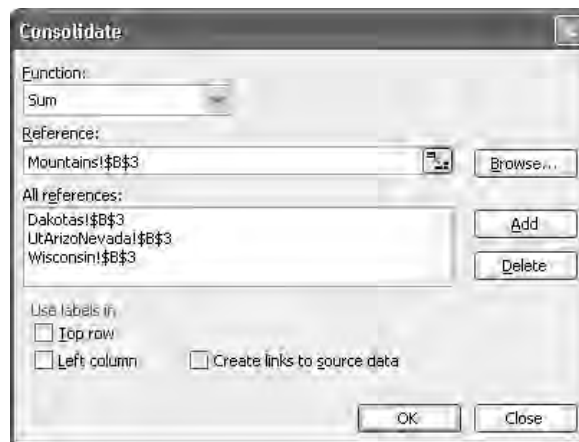 Consolidate
Function:
Sum
Reference:
Mountains!$B$3
Browse...
All references:
Dakotas!$B$3
UtArizoNevada!$B$3
Wisconsin!$B$3
Add
Delete
Use labels in
Top row
Left column
Create links to source data
OK
Close